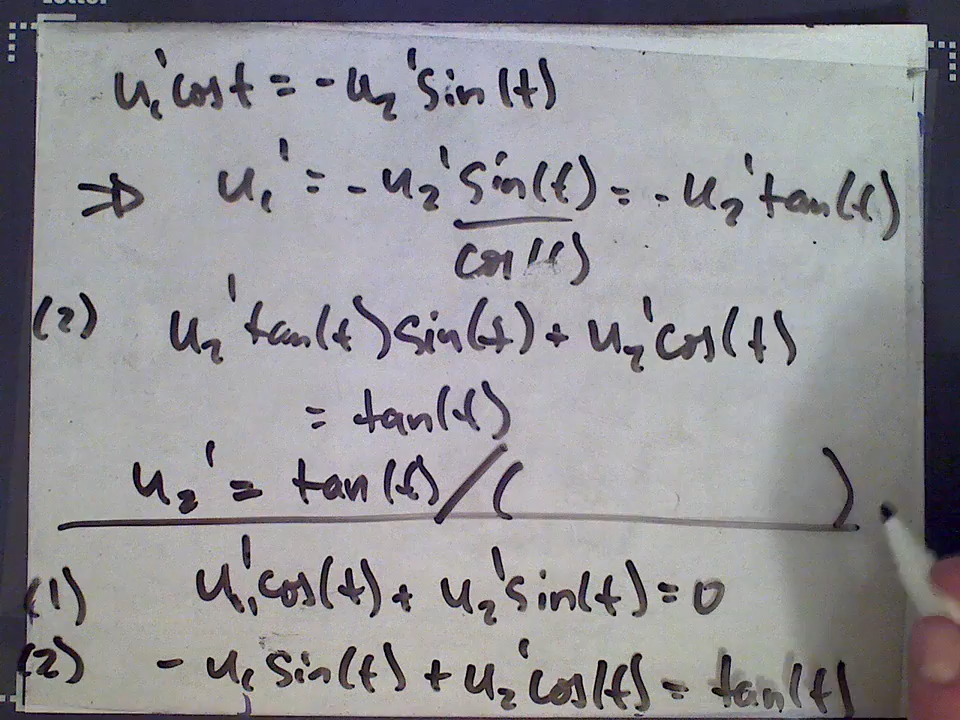 Letter
u₁'cost = -u₂'sin(t)
⇒ u₁' = -u₂' sin(t)/cos(t) = -u₂'tan(t)
(2) u₂'tan(t)sin(t) + u₂'cos(t)
= tan(t)
u₂' = tan(t)/( )
(1) u₁'cos(t) + u₂'sin(t) = 0
(2) - u₁ sin(t) + u₂'cos(t) = tan(t)